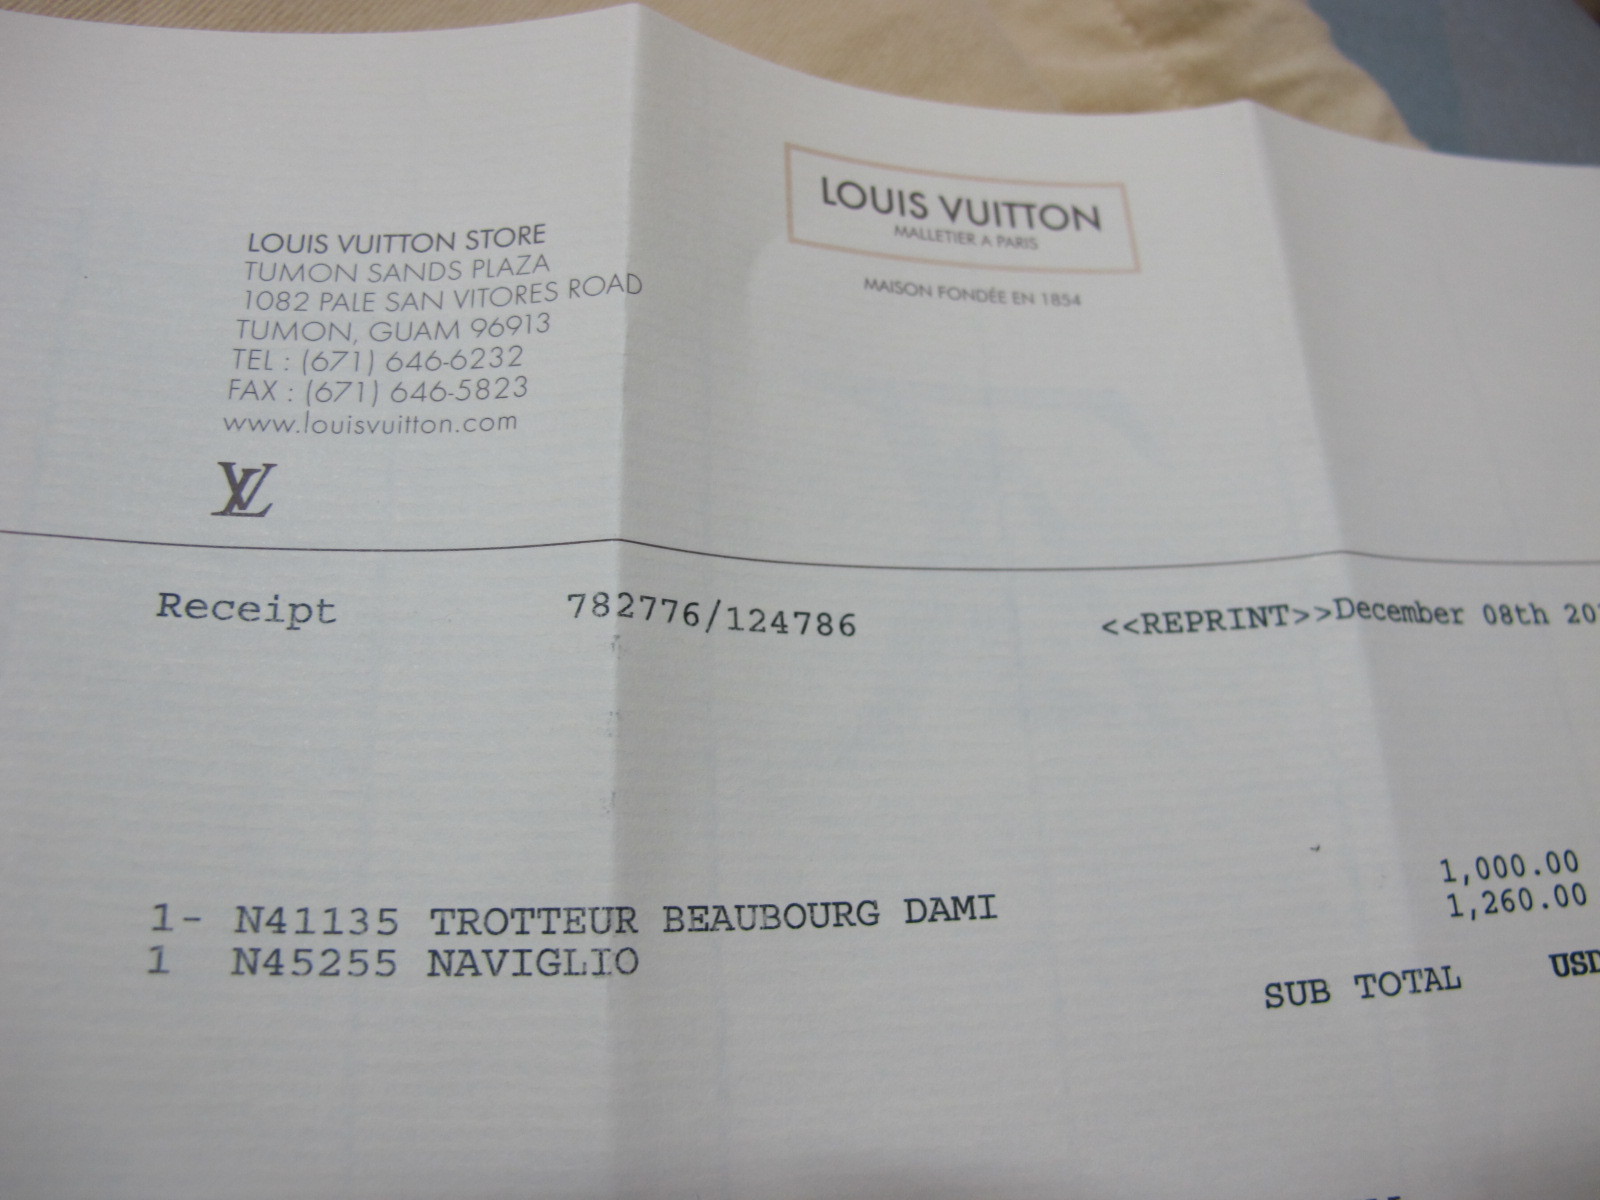 LOUIS VUITTON STORE
TUMON SANDS PLAZA
1082 PALE SAN VITORES ROAD
TUMON, GUAM 96913
TEL : (671) 646-6232
FAX : (671) 646-5823
www.louisvuitton.com
LV
LOUIS VUITTON
MALLETIER A PARIS
MAISON FONDÉE EN 1854
Receipt 782776/124786 <<REPRINT>>December 08th 20
1- N41135 TROTTEUR BEAUBOURG DAMI 1,000.00
1 N45255 NAVIGLIO 1,260.00
SUB TOTAL USD